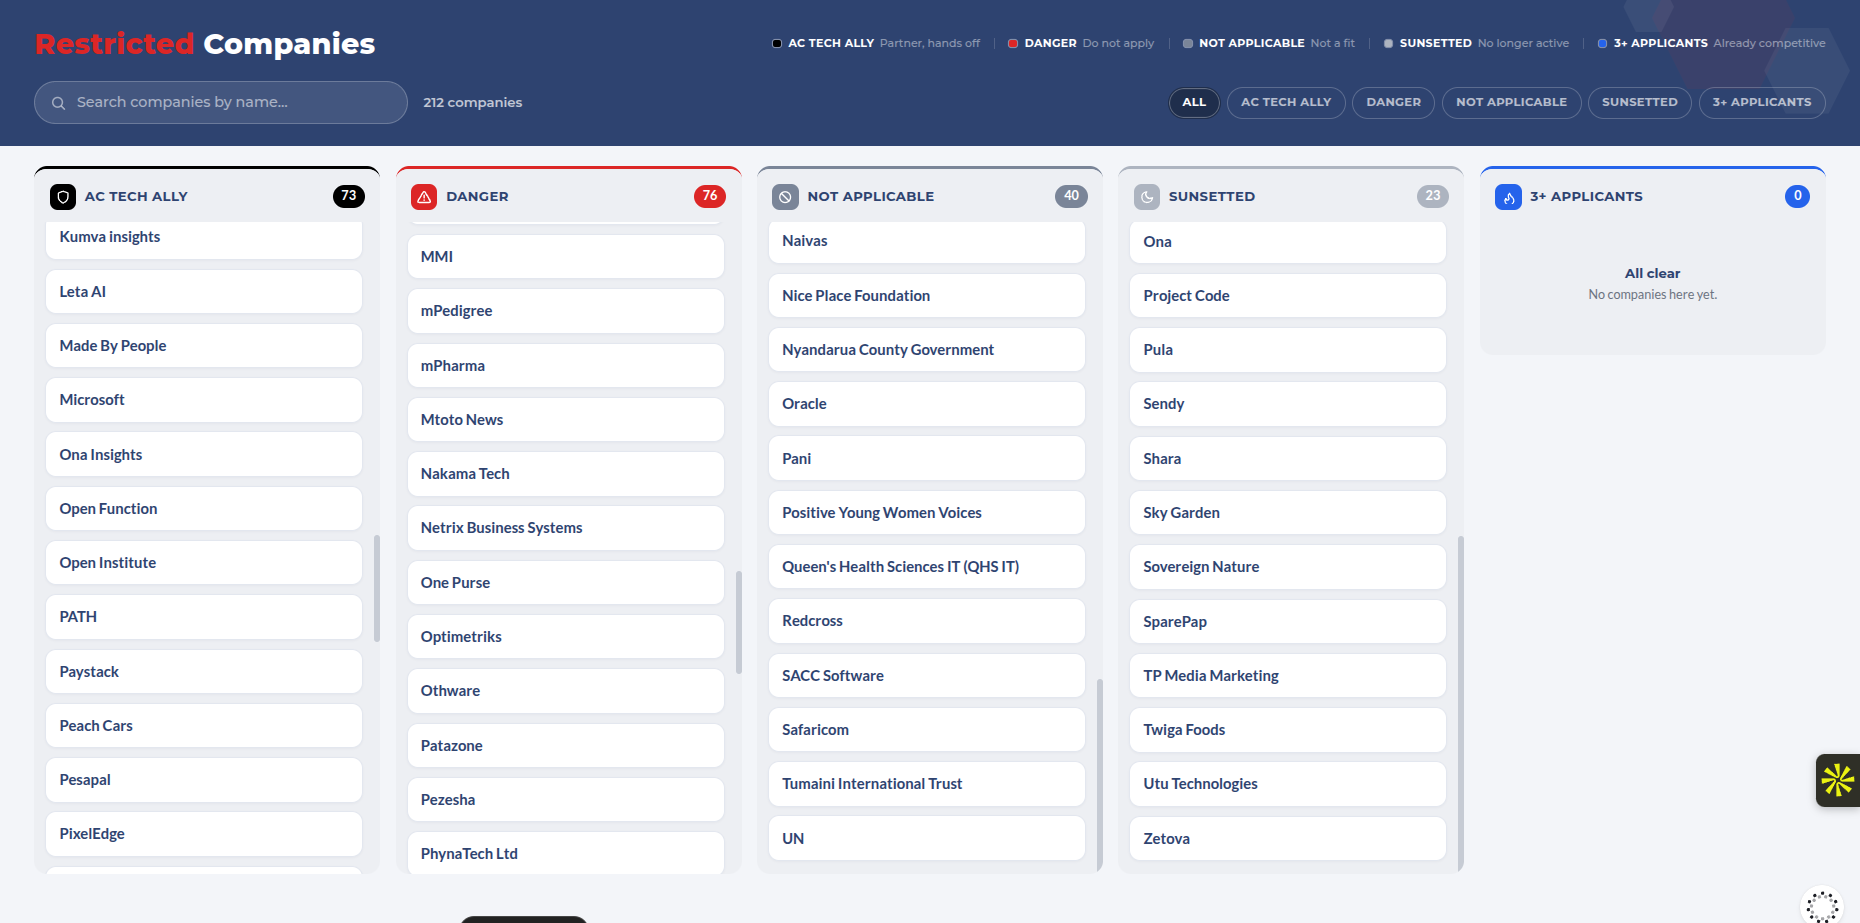 Restricted Companies
AC TECH ALLY Partner, hands off
DANGER Do not apply
NOT APPLICABLE Not a fit
SUNSETTED No longer active
3+ APPLICANTS Already competitive
Search companies by name...
212 companies
ALL
AC TECH ALLY
DANGER
NOT APPLICABLE
SUNSETTED
3+ APPLICANTS
AC TECH ALLY 73
Kumva insights
Leta AI
Made By People
Microsoft
Ona Insights
Open Function
Open Institute
PATH
Paystack
Peach Cars
Pesapal
PixelEdge
DANGER 76
MMI
mPedigree
mPharma
Mtoto News
Nakama Tech
Netrix Business Systems
One Purse
Optimetriks
Othware
Patazone
Pezesha
PhynaTech Ltd
NOT APPLICABLE 40
Naivas
Nice Place Foundation
Nyandarua County Government
Oracle
Pani
Positive Young Women Voices
Queen's Health Sciences IT (QHS IT)
Redcross
SACC Software
Safaricom
Tumaini International Trust
UN
SUNSETTED 23
Ona
Project Code
Pula
Sendy
Shara
Sky Garden
Sovereign Nature
SparePap
TP Media Marketing
Twiga Foods
Utu Technologies
Zetova
3+ APPLICANTS 0
All clear
No companies here yet.